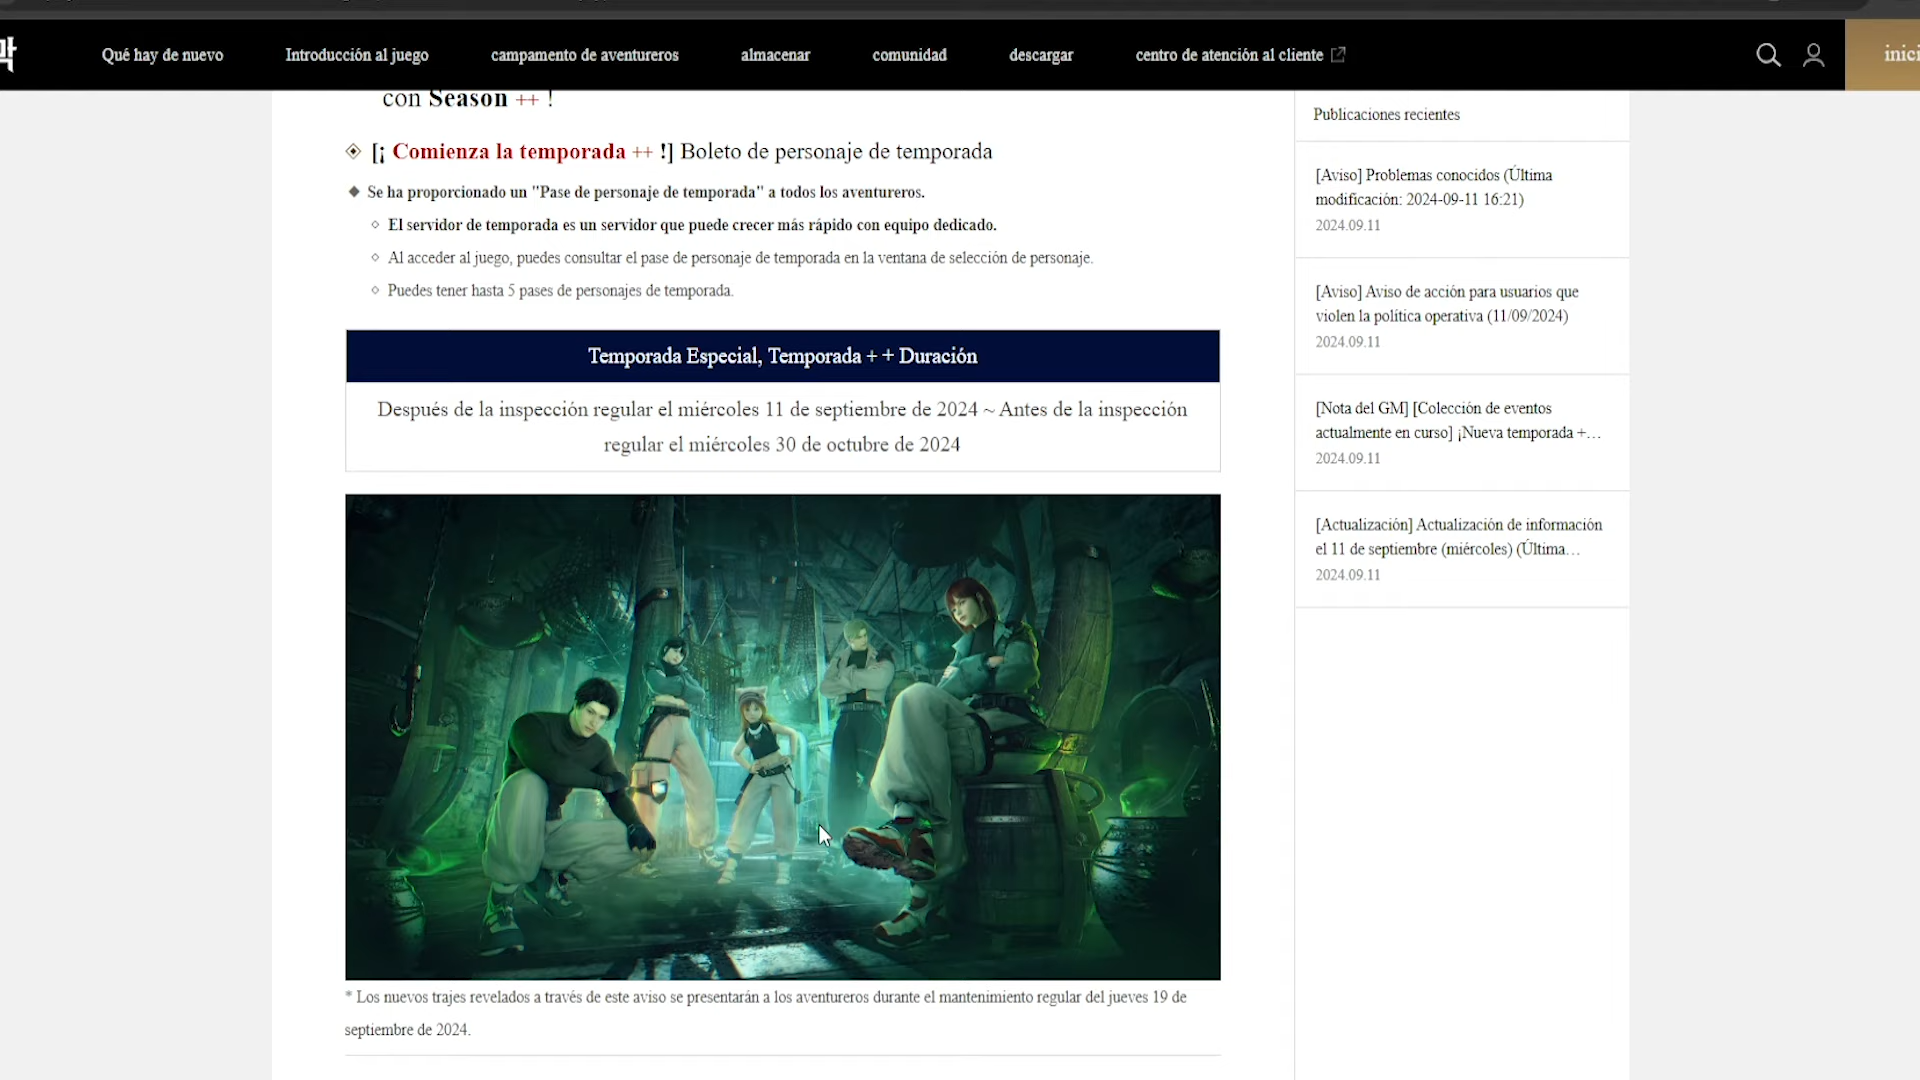 막
Qué hay de nuevo
Introducción al juego
campamento de aventureros
almacenar
comunidad
descargar
centro de atención al cliente
con Season ++ !
[¡ Comienza la temporada ++ !] Boleto de personaje de temporada
Se ha proporcionado un "Pase de personaje de temporada" a todos los aventureros.
El servidor de temporada es un servidor que puede crecer más rápido con equipo dedicado.
Al acceder al juego, puedes consultar el pase de personaje de temporada en la ventana de selección de personaje.
Puedes tener hasta 5 pases de personajes de temporada.
Temporada Especial, Temporada + + Duración
Después de la inspección regular el miércoles 11 de septiembre de 2024 ~ Antes de la inspección
regular el miércoles 30 de octubre de 2024
* Los nuevos trajes revelados a través de este aviso se presentarán a los aventureros durante el mantenimiento regular del jueves 19 de
septiembre de 2024.
Publicaciones recientes
[Aviso] Problemas conocidos (Última
modificación: 2024-09-11 16:21)
2024.09.11
[Aviso] Aviso de acción para usuarios que
violen la política operativa (11/09/2024)
2024.09.11
[Nota del GM] [Colección de eventos
actualmente en curso] ¡Nueva temporada +…
2024.09.11
[Actualización] Actualización de información
el 11 de septiembre (miércoles) (Última…
2024.09.11